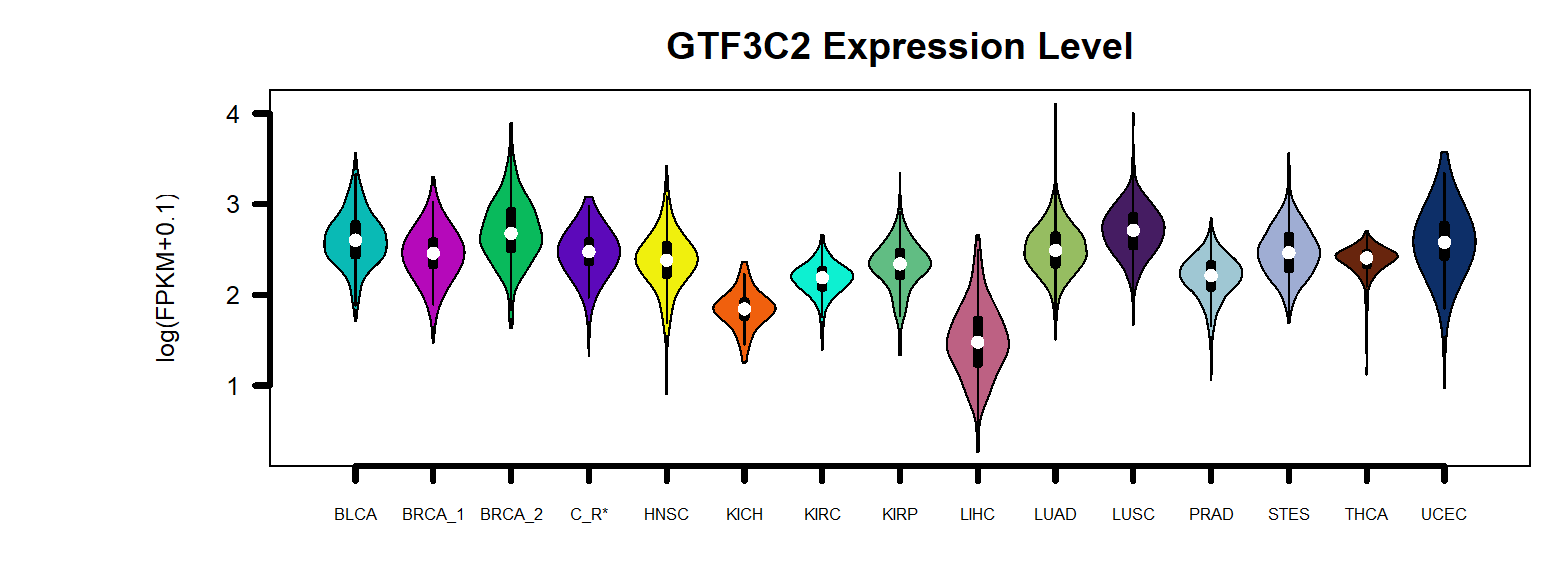 GTF3C2 Expression Level
log(FPKM+0.1)
4
3
2
1
BLCA BRCA_1 BRCA_2 C_R* HNSC KICH KIRC KIRP LIHC LUAD LUSC PRAD STES THCA UCEC